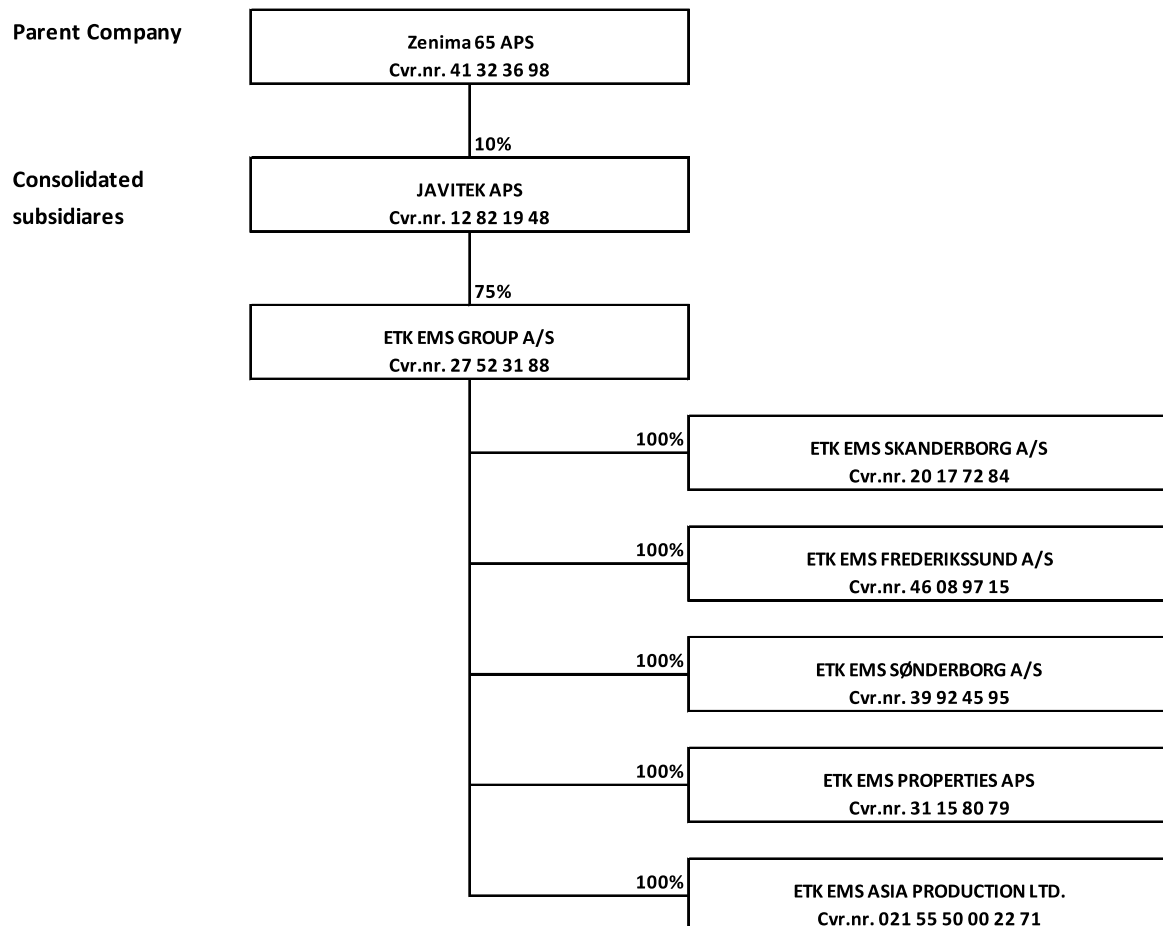 Parent Company
Zenima 65 APS
Cvr.nr. 41 32 36 98
10%
Consolidated
subsidiares
JAVITEK APS
Cvr.nr. 12 82 19 48
75%
ETK EMS GROUP A/S
Cvr.nr. 27 52 31 88
100%
ETK EMS SKANDERBORG A/S
Cvr.nr. 20 17 72 84
100%
ETK EMS FREDERIKSSUND A/S
Cvr.nr. 46 08 97 15
100%
ETK EMS SØNDERBORG A/S
Cvr.nr. 39 92 45 95
100%
ETK EMS PROPERTIES APS
Cvr.nr. 31 15 80 79
100%
ETK EMS ASIA PRODUCTION LTD.
Cvr.nr. 021 55 50 00 22 71